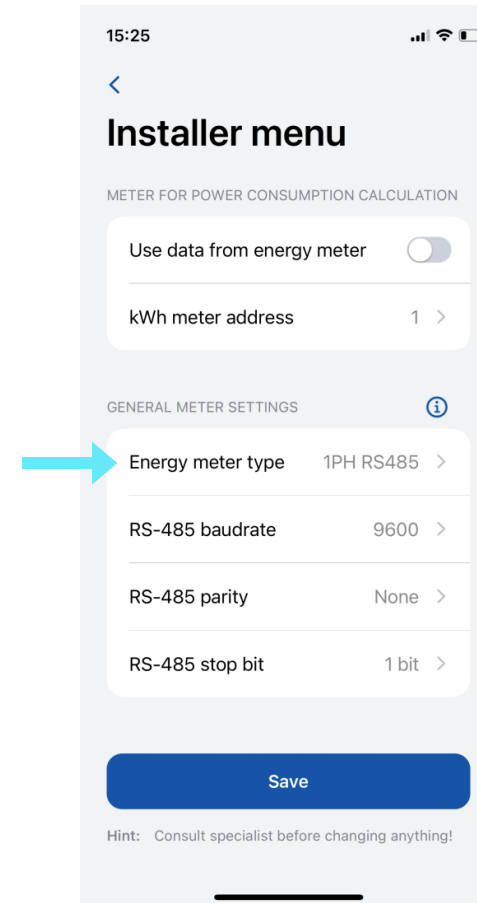 15:25
Installer menu
METER FOR POWER CONSUMPTION CALCULATION
Use data from energy meter
kWh meter address 1
GENERAL METER SETTINGS
Energy meter type 1PH RS485
RS-485 baudrate 9600
RS-485 parity None
RS-485 stop bit 1 bit
Save
Hint: Consult specialist before changing anything!